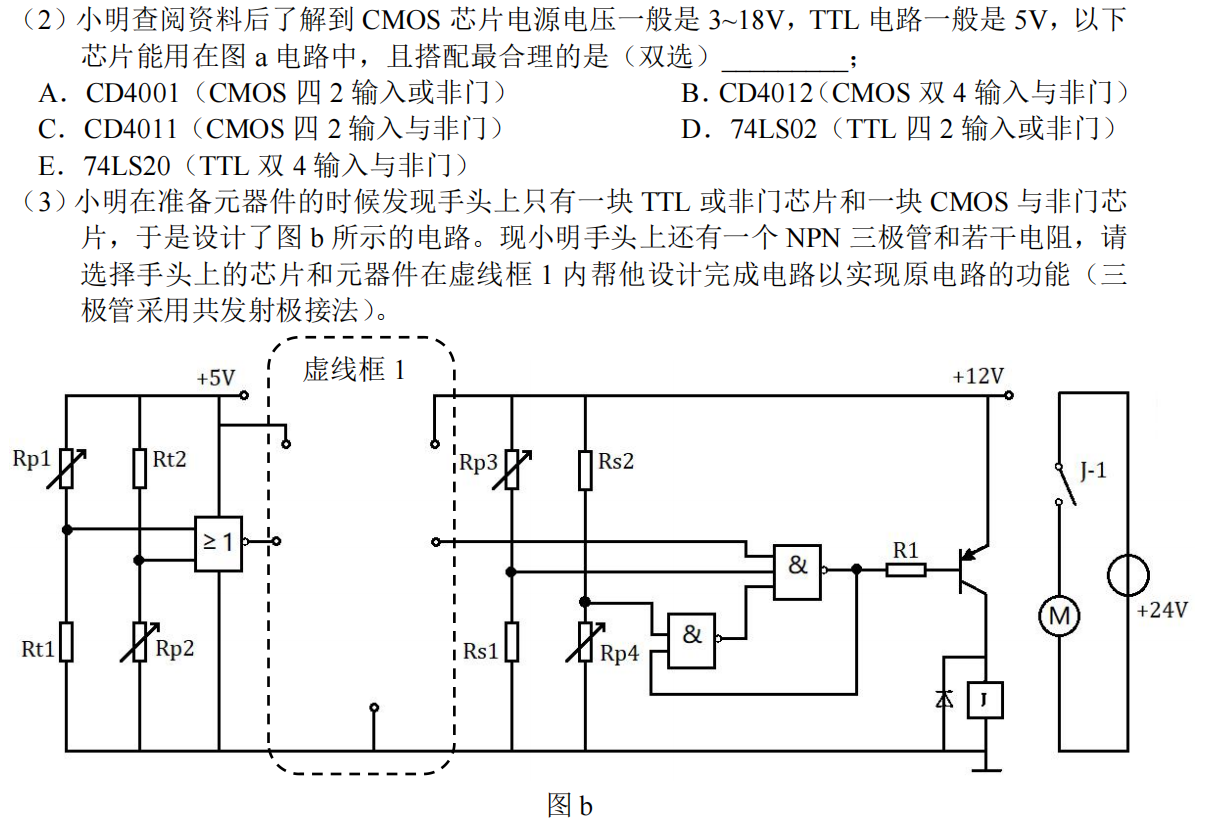 （2）小明查阅资料后了解到 CMOS 芯片电源电压一般是 3~18V，TTL 电路一般是 5V，以下
芯片能用在图 a 电路中，且搭配最合理的是（双选）_________；
A．CD4001（CMOS 四 2 输入或非门） B．CD4012（CMOS 双 4 输入与非门）
C．CD4011（CMOS 四 2 输入与非门） D．74LS02（TTL 四 2 输入或非门）
E．74LS20（TTL 双 4 输入与非门）
（3）小明在准备元器件的时候发现手头上只有一块 TTL 或非门芯片和一块 CMOS 与非门芯
片，于是设计了图 b 所示的电路。现小明手头上还有一个 NPN 三极管和若干电阻，请
选择手头上的芯片和元器件在虚线框 1 内帮他设计完成电路以实现原电路的功能（三
极管采用共发射极接法）。
虚线框 1
+5V +12V
Rp1 Rt2 Rp3 Rs2 J-1
≥1 & R1
Rt1 Rp2 Rs1 Rp4 & M +24V
J
图 b